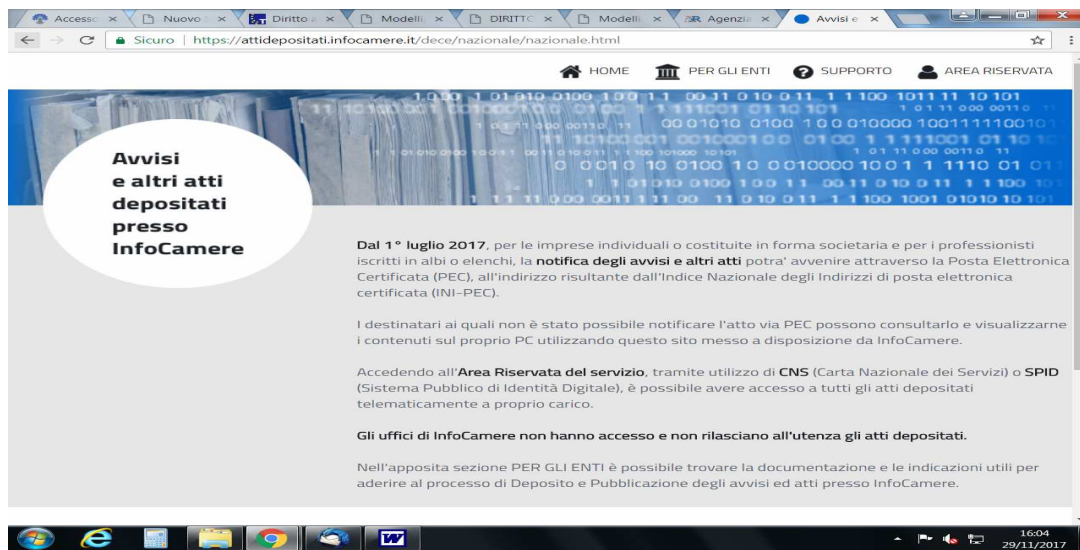 Accesso
Nuovo
Diritto a
Modelli
DIRITTO
Modelli
Agenzia
Avvisi e
Sicuro | https://attidepositati.infocamere.it/dece/nazionale/nazionale.html
HOME PER GLI ENTI SUPPORTO AREA RISERVATA
Avvisi
e altri atti
depositati
presso
InfoCamere
Dal 1° luglio 2017, per le imprese individuali o costituite in forma societaria e per i professionisti
iscritti in albi o elenchi, la notifica degli avvisi e altri atti potra' avvenire attraverso la Posta Elettronica
Certificata (PEC), all'indirizzo risultante dall'Indice Nazionale degli Indirizzi di posta elettronica
certificata (INI-PEC).
I destinatari ai quali non è stato possibile notificare l'atto via PEC possono consultarlo e visualizzarne
i contenuti sul proprio PC utilizzando questo sito messo a disposizione da InfoCamere.
Accedendo all'Area Riservata del servizio, tramite utilizzo di CNS (Carta Nazionale dei Servizi) o SPID
(Sistema Pubblico di Identità Digitale), è possibile avere accesso a tutti gli atti depositati
telematicamente a proprio carico.
Gli uffici di InfoCamere non hanno accesso e non rilasciano all'utenza gli atti depositati.
Nell'apposita sezione PER GLI ENTI è possibile trovare la documentazione e le indicazioni utili per
aderire al processo di Deposito e Pubblicazione degli avvisi ed atti presso InfoCamere.
16:04
29/11/2017